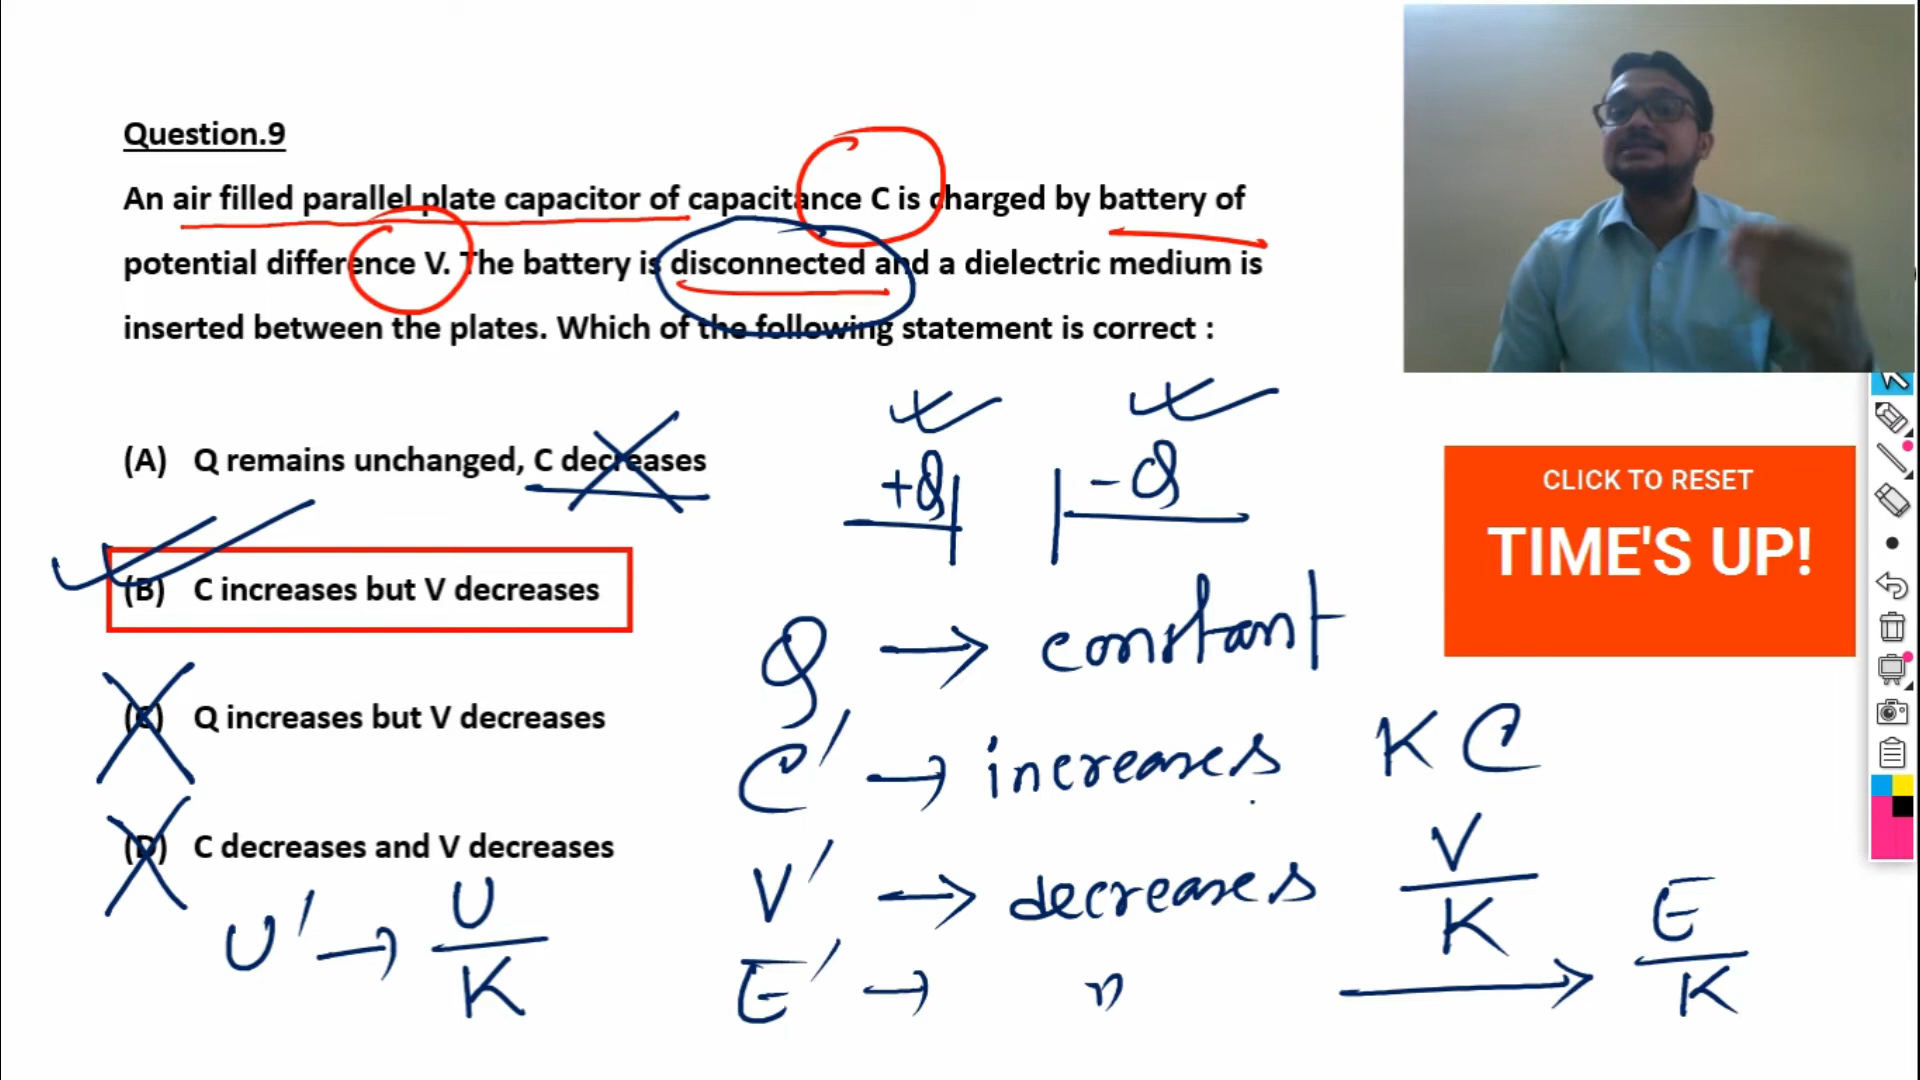 Question.9
An air filled parallel plate capacitor of capacitance C is charged by battery of
potential difference V. The battery is disconnected and a dielectric medium is
inserted between the plates. Which of the following statement is correct :
(A) Q remains unchanged, C decreases
(B) C increases but V decreases
(C) Q increases but V decreases
(D) C decreases and V decreases
+Q -Q
Q → constant
C' → increases KC
V' → decreases V/K
E' → " → E/K
U' → U/K
CLICK TO RESET
TIME'S UP!